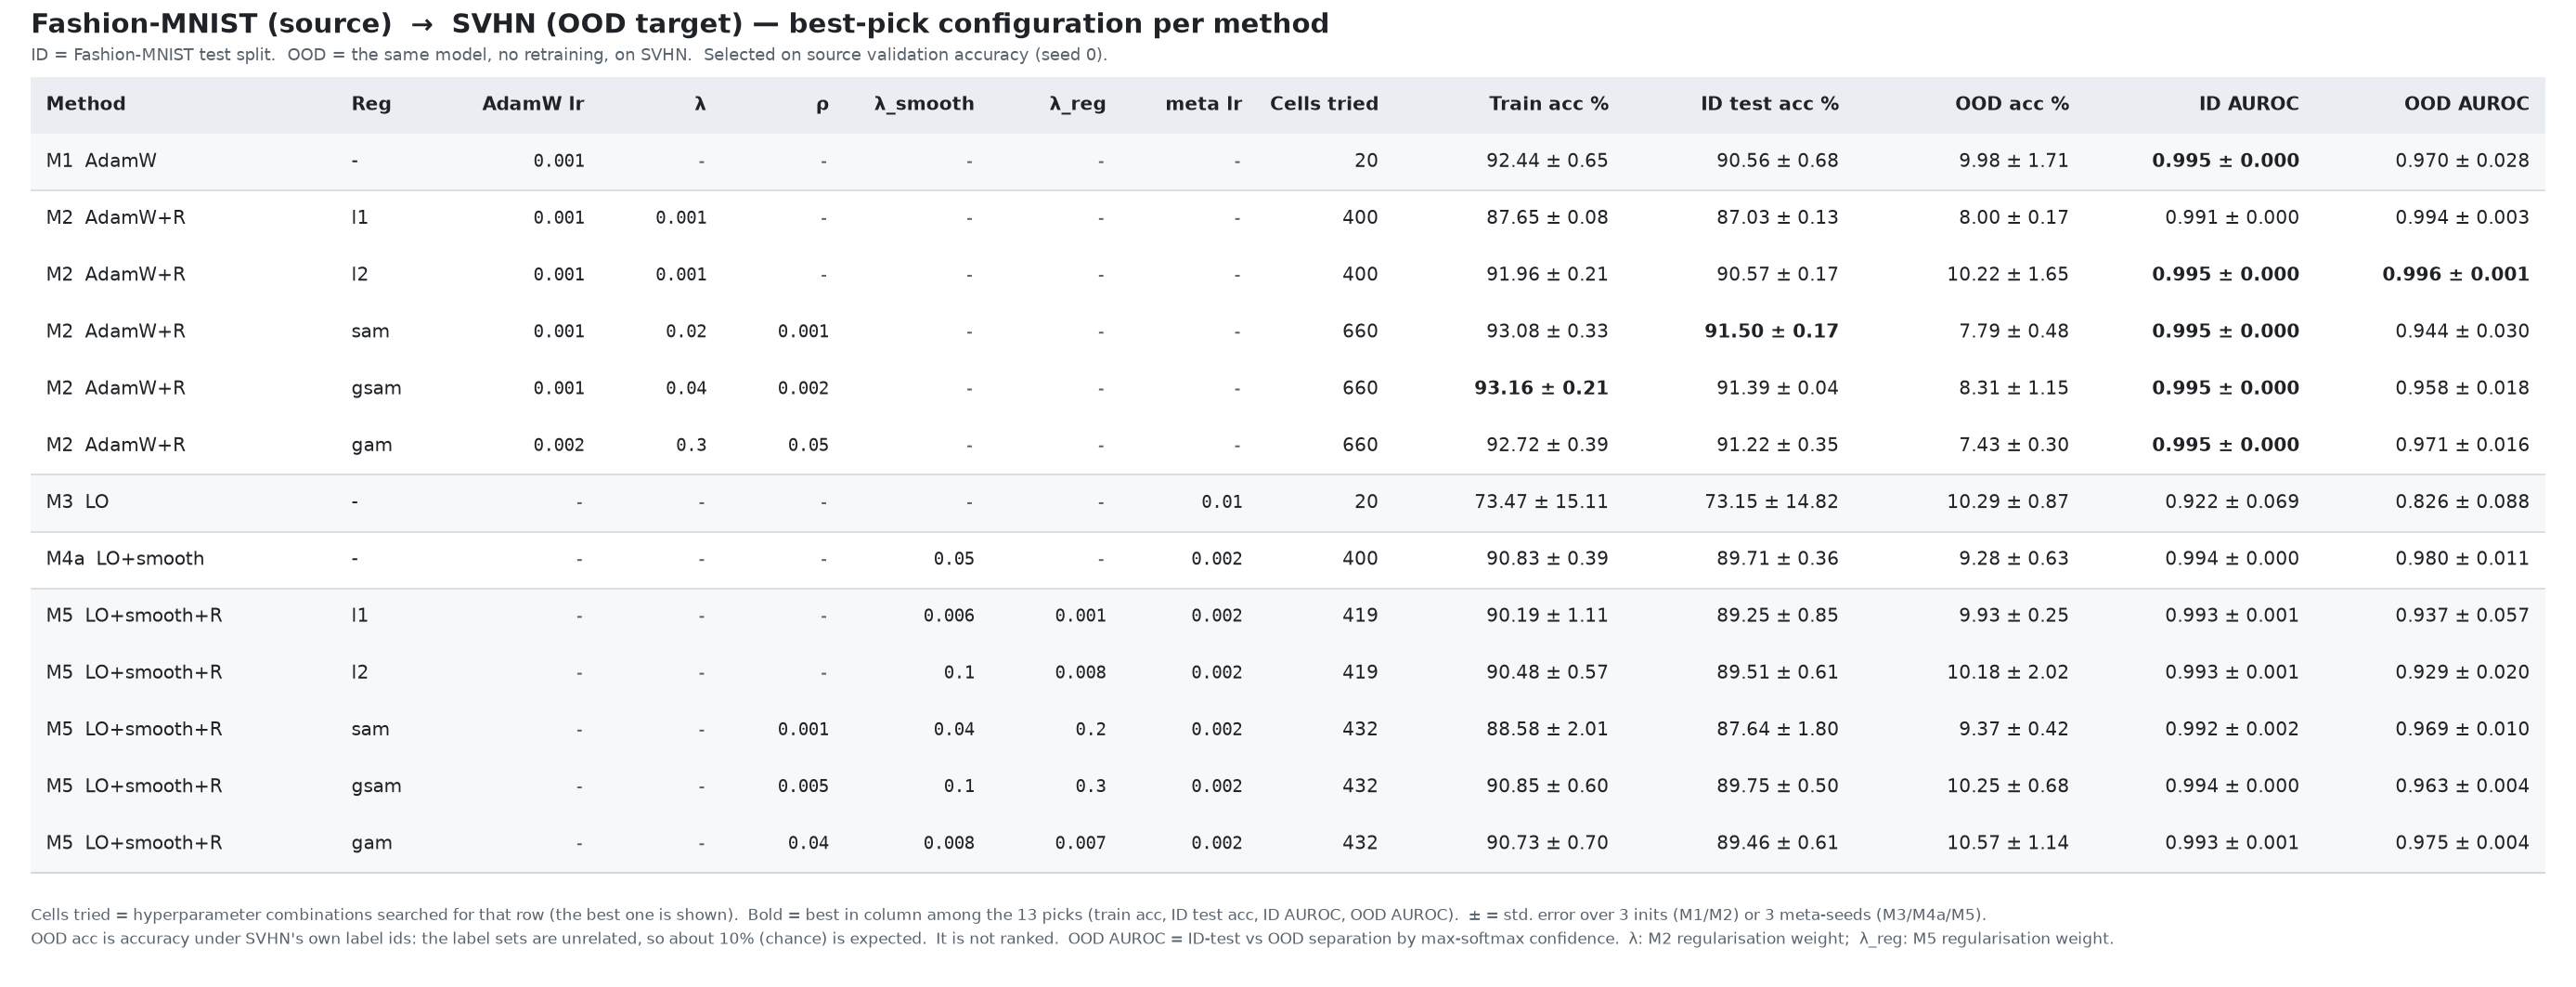 Fashion-MNIST (source) → SVHN (OOD target) — best-pick configuration per method
ID = Fashion-MNIST test split. OOD = the same model, no retraining, on SVHN. Selected on source validation accuracy (seed 0).
Method Reg AdamW lr λ ρ λ_smooth λ_reg meta lr Cells tried Train acc % ID test acc % OOD acc % ID AUROC OOD AUROC
M1 AdamW - 0.001 - - - - - 20 92.44 ± 0.65 90.56 ± 0.68 9.98 ± 1.71 0.995 ± 0.000 0.970 ± 0.028
M2 AdamW+R l1 0.001 0.001 - - - - 400 87.65 ± 0.08 87.03 ± 0.13 8.00 ± 0.17 0.991 ± 0.000 0.994 ± 0.003
M2 AdamW+R l2 0.001 0.001 - - - - 400 91.96 ± 0.21 90.57 ± 0.17 10.22 ± 1.65 0.995 ± 0.000 0.996 ± 0.001
M2 AdamW+R sam 0.001 0.02 0.001 - - - 660 93.08 ± 0.33 91.50 ± 0.17 7.79 ± 0.48 0.995 ± 0.000 0.944 ± 0.030
M2 AdamW+R gsam 0.001 0.04 0.002 - - - 660 93.16 ± 0.21 91.39 ± 0.04 8.31 ± 1.15 0.995 ± 0.000 0.958 ± 0.018
M2 AdamW+R gam 0.002 0.3 0.05 - - - 660 92.72 ± 0.39 91.22 ± 0.35 7.43 ± 0.30 0.995 ± 0.000 0.971 ± 0.016
M3 LO - - - - - - 0.01 20 73.47 ± 15.11 73.15 ± 14.82 10.29 ± 0.87 0.922 ± 0.069 0.826 ± 0.088
M4a LO+smooth - - - - 0.05 - 0.002 400 90.83 ± 0.39 89.71 ± 0.36 9.28 ± 0.63 0.994 ± 0.000 0.980 ± 0.011
M5 LO+smooth+R l1 - - - 0.006 0.001 0.002 419 90.19 ± 1.11 89.25 ± 0.85 9.93 ± 0.25 0.993 ± 0.001 0.937 ± 0.057
M5 LO+smooth+R l2 - - - 0.1 0.008 0.002 419 90.48 ± 0.57 89.51 ± 0.61 10.18 ± 2.02 0.993 ± 0.001 0.929 ± 0.020
M5 LO+smooth+R sam - - 0.001 0.04 0.2 0.002 432 88.58 ± 2.01 87.64 ± 1.80 9.37 ± 0.42 0.992 ± 0.002 0.969 ± 0.010
M5 LO+smooth+R gsam - - 0.005 0.1 0.3 0.002 432 90.85 ± 0.60 89.75 ± 0.50 10.25 ± 0.68 0.994 ± 0.000 0.963 ± 0.004
M5 LO+smooth+R gam - - 0.04 0.008 0.007 0.002 432 90.73 ± 0.70 89.46 ± 0.61 10.57 ± 1.14 0.993 ± 0.001 0.975 ± 0.004
Cells tried = hyperparameter combinations searched for that row (the best one is shown). Bold = best in column among the 13 picks (train acc, ID test acc, ID AUROC, OOD AUROC). ± = std. error over 3 inits (M1/M2) or 3 meta-seeds (M3/M4a/M5).
OOD acc is accuracy under SVHN's own label ids: the label sets are unrelated, so about 10% (chance) is expected. It is not ranked. OOD AUROC = ID-test vs OOD separation by max-softmax confidence. λ: M2 regularisation weight; λ_reg: M5 regularisation weight.